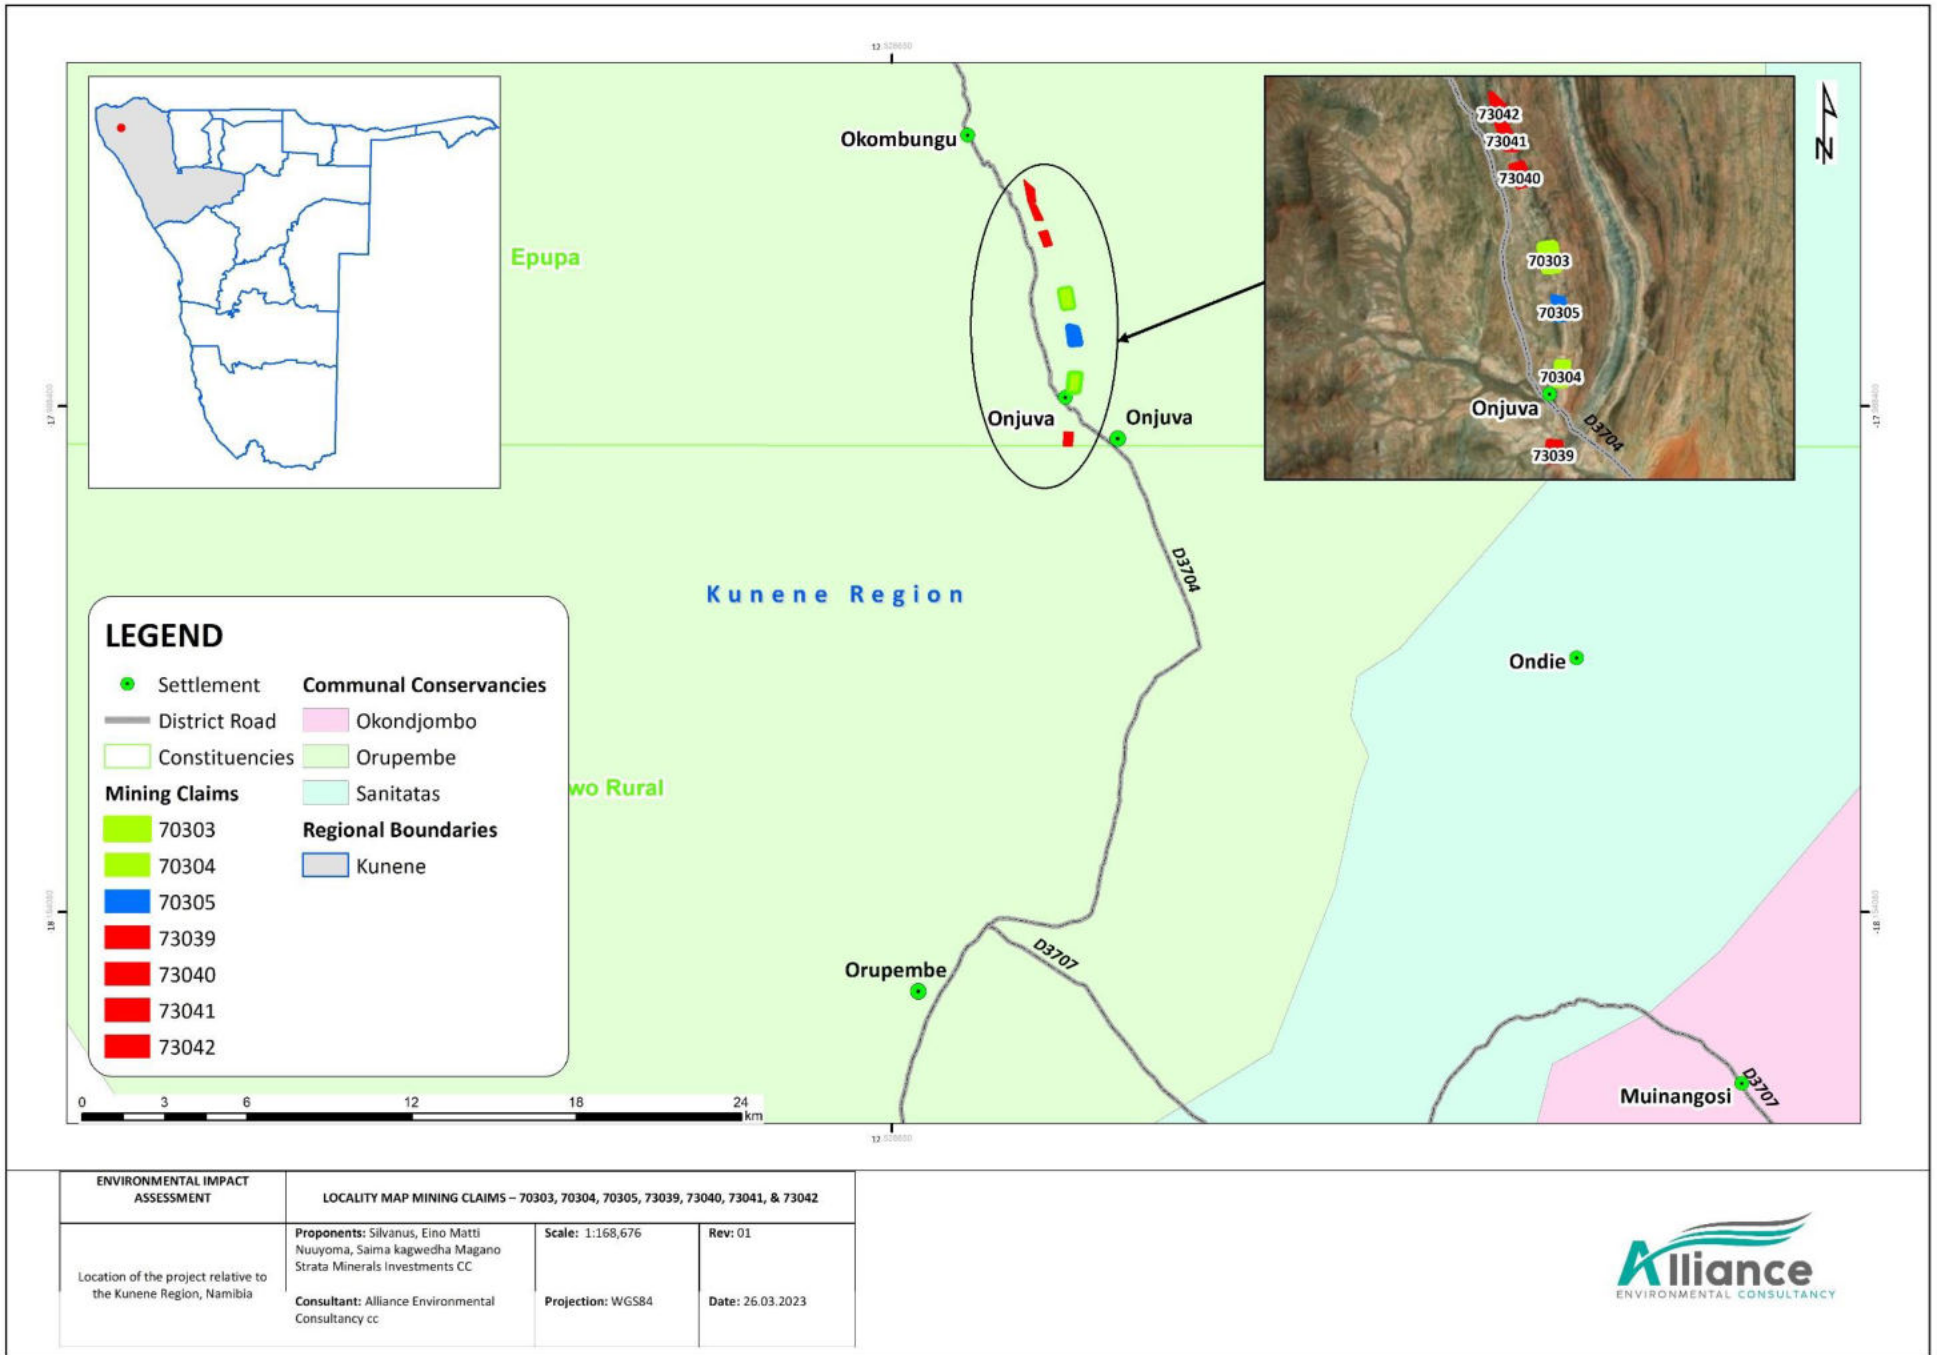 12.528650
Okombungu
Epupa
Onjuva
Onjuva
73042
73041
73040
70303
70305
70304
Onjuva
D3704
73039
N
D3704
Kunene Region
Ondie
wo Rural
LEGEND
Settlement
District Road
Constituencies
Mining Claims
70303
70304
70305
73039
73040
73041
73042
Communal Conservancies
Okondjombo
Orupembe
Sanitatas
Regional Boundaries
Kunene
Orupembe
D3707
Muinangosi
D3707
0 3 6 12 18 24
km
12.528650
ENVIRONMENTAL IMPACT
ASSESSMENT
LOCALITY MAP MINING CLAIMS – 70303, 70304, 70305, 73039, 73040, 73041, & 73042
Location of the project relative to
the Kunene Region, Namibia
Proponents: Silvanus, Eino Matti
Nuuyoma, Saima kagwedha Magano
Strata Minerals Investments CC
Scale: 1:168,676
Rev: 01
Consultant: Alliance Environmental
Consultancy cc
Projection: WGS84
Date: 26.03.2023
Alliance
ENVIRONMENTAL CONSULTANCY